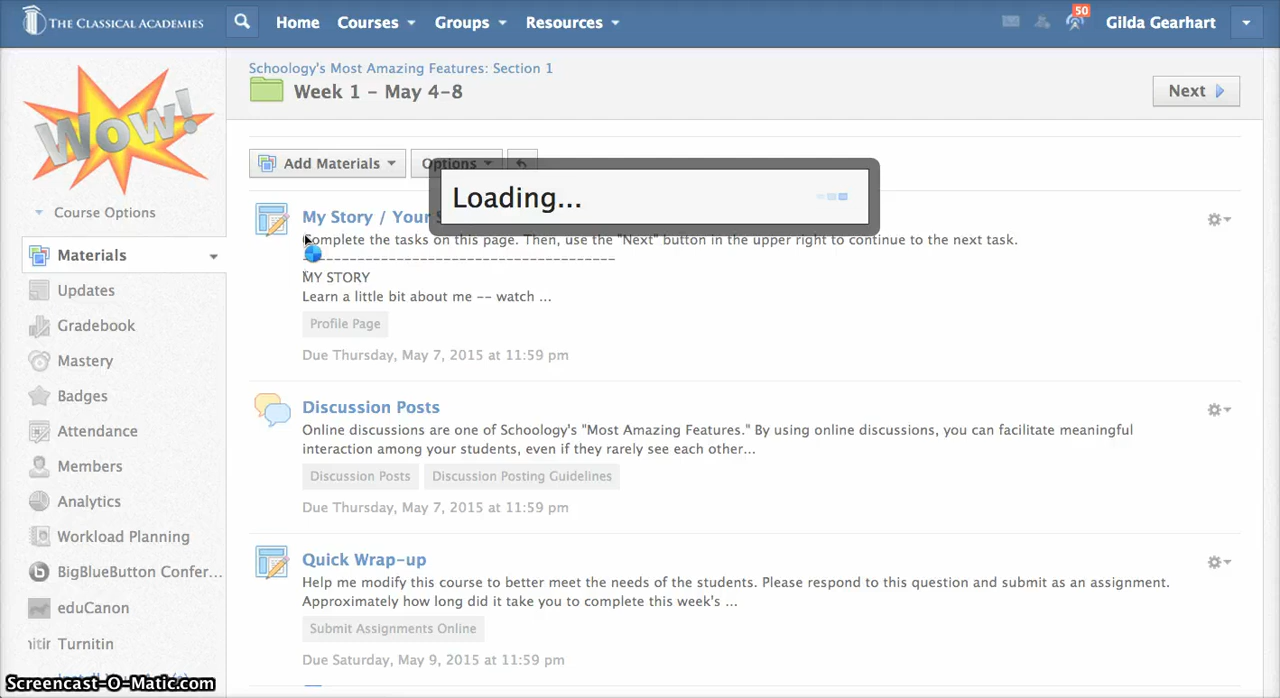 THE CLASSICAL ACADEMIES
Home
Courses
Groups
Resources
50
Gilda Gearhart
Schoology's Most Amazing Features: Section 1
Week 1 - May 4-8
Next
Wow!
Course Options
Materials
Updates
Gradebook
Mastery
Badges
Attendance
Members
Analytics
Workload Planning
BigBlueButton Confer...
eduCanon
Turnitin
Add Materials
Options
Loading...
My Story / Your
Complete the tasks on this page. Then, use the "Next" button in the upper right to continue to the next task.
------------------------------------
MY STORY
Learn a little bit about me -- watch ...
Profile Page
Due Thursday, May 7, 2015 at 11:59 pm
Discussion Posts
Online discussions are one of Schoology's "Most Amazing Features." By using online discussions, you can facilitate meaningful
interaction among your students, even if they rarely see each other...
Discussion Posts
Discussion Posting Guidelines
Due Thursday, May 7, 2015 at 11:59 pm
Quick Wrap-up
Help me modify this course to better meet the needs of the students. Please respond to this question and submit as an assignment.
Approximately how long did it take you to complete this week's ...
Submit Assignments Online
Due Saturday, May 9, 2015 at 11:59 pm
Screencast-O-Matic.com